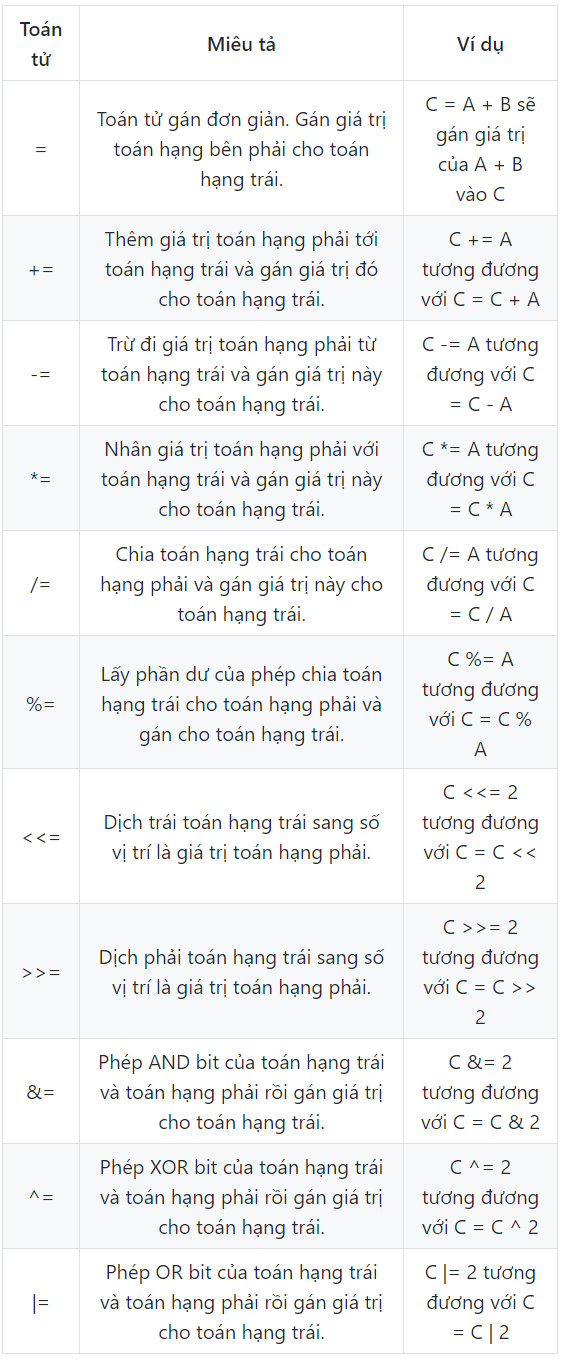 Toán
tử
Miêu tả
Ví dụ
=
Toán tử gán đơn giản. Gán giá trị
toán hạng bên phải cho toán
hạng trái.
C = A + B sẽ
gán giá trị
của A + B
vào C
+=
Thêm giá trị toán hạng phải tới
toán hạng trái và gán giá trị đó
cho toán hạng trái.
C += A
tương đương
với C = C + A
-=
Trừ đi giá trị toán hạng phải từ
toán hạng trái và gán giá trị này
cho toán hạng trái.
C -= A tương
đương với C
= C - A
*=
Nhân giá trị toán hạng phải với
toán hạng trái và gán giá trị này
cho toán hạng trái.
C *= A tương
đương với C
= C * A
/=
Chia toán hạng trái cho toán
hạng phải và gán giá trị này cho
toán hạng trái.
C /= A tương
đương với C
= C / A
%=
Lấy phần dư của phép chia toán
hạng trái cho toán hạng phải và
gán cho toán hạng trái.
C %= A
tương đương
với C = C %
A
<<=
Dịch trái toán hạng trái sang số
vị trí là giá trị toán hạng phải.
C <<= 2
tương đương
với C = C <<
2
>>=
Dịch phải toán hạng trái sang số
vị trí là giá trị toán hạng phải.
C >>= 2
tương đương
với C = C >>
2
&=
Phép AND bit của toán hạng trái
và toán hạng phải rồi gán giá trị
cho toán hạng trái.
C &= 2
tương đương
với C = C & 2
^=
Phép XOR bit của toán hạng trái
và toán hạng phải rồi gán giá trị
cho toán hạng trái.
C ^= 2
tương đương
với C = C ^ 2
|=
Phép OR bit của toán hạng trái
và toán hạng phải rồi gán giá trị
cho toán hạng trái.
C |= 2 tương
đương với C
= C | 2